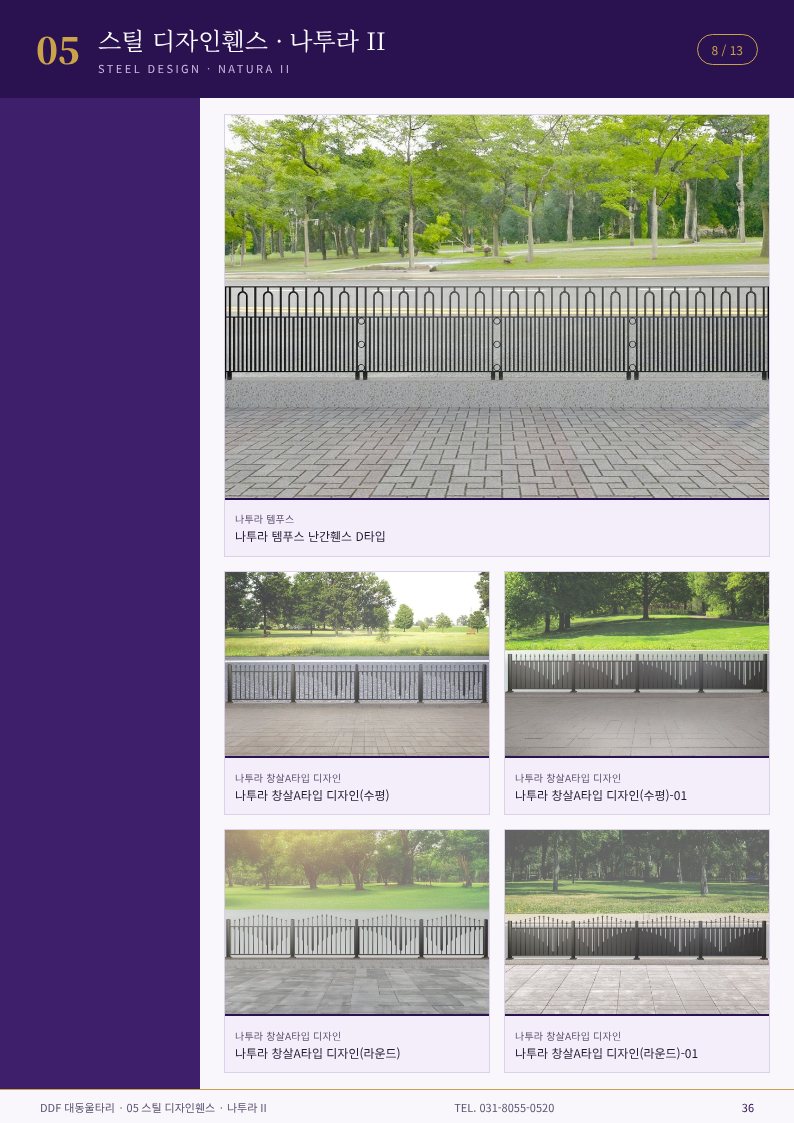 05
스틸 디자인휀스 · 나투라 II
STEEL DESIGN · NATURA II
8 / 13
나투라 템푸스
나투라 템푸스 난간휀스 D타입
나투라 창살A타입 디자인
나투라 창살A타입 디자인(수평)
나투라 창살A타입 디자인
나투라 창살A타입 디자인(수평)-01
나투라 창살A타입 디자인
나투라 창살A타입 디자인(라운드)
나투라 창살A타입 디자인
나투라 창살A타입 디자인(라운드)-01
DDF 대동울타리 · 05 스틸 디자인휀스 · 나투라 II
TEL. 031-8055-0520
36